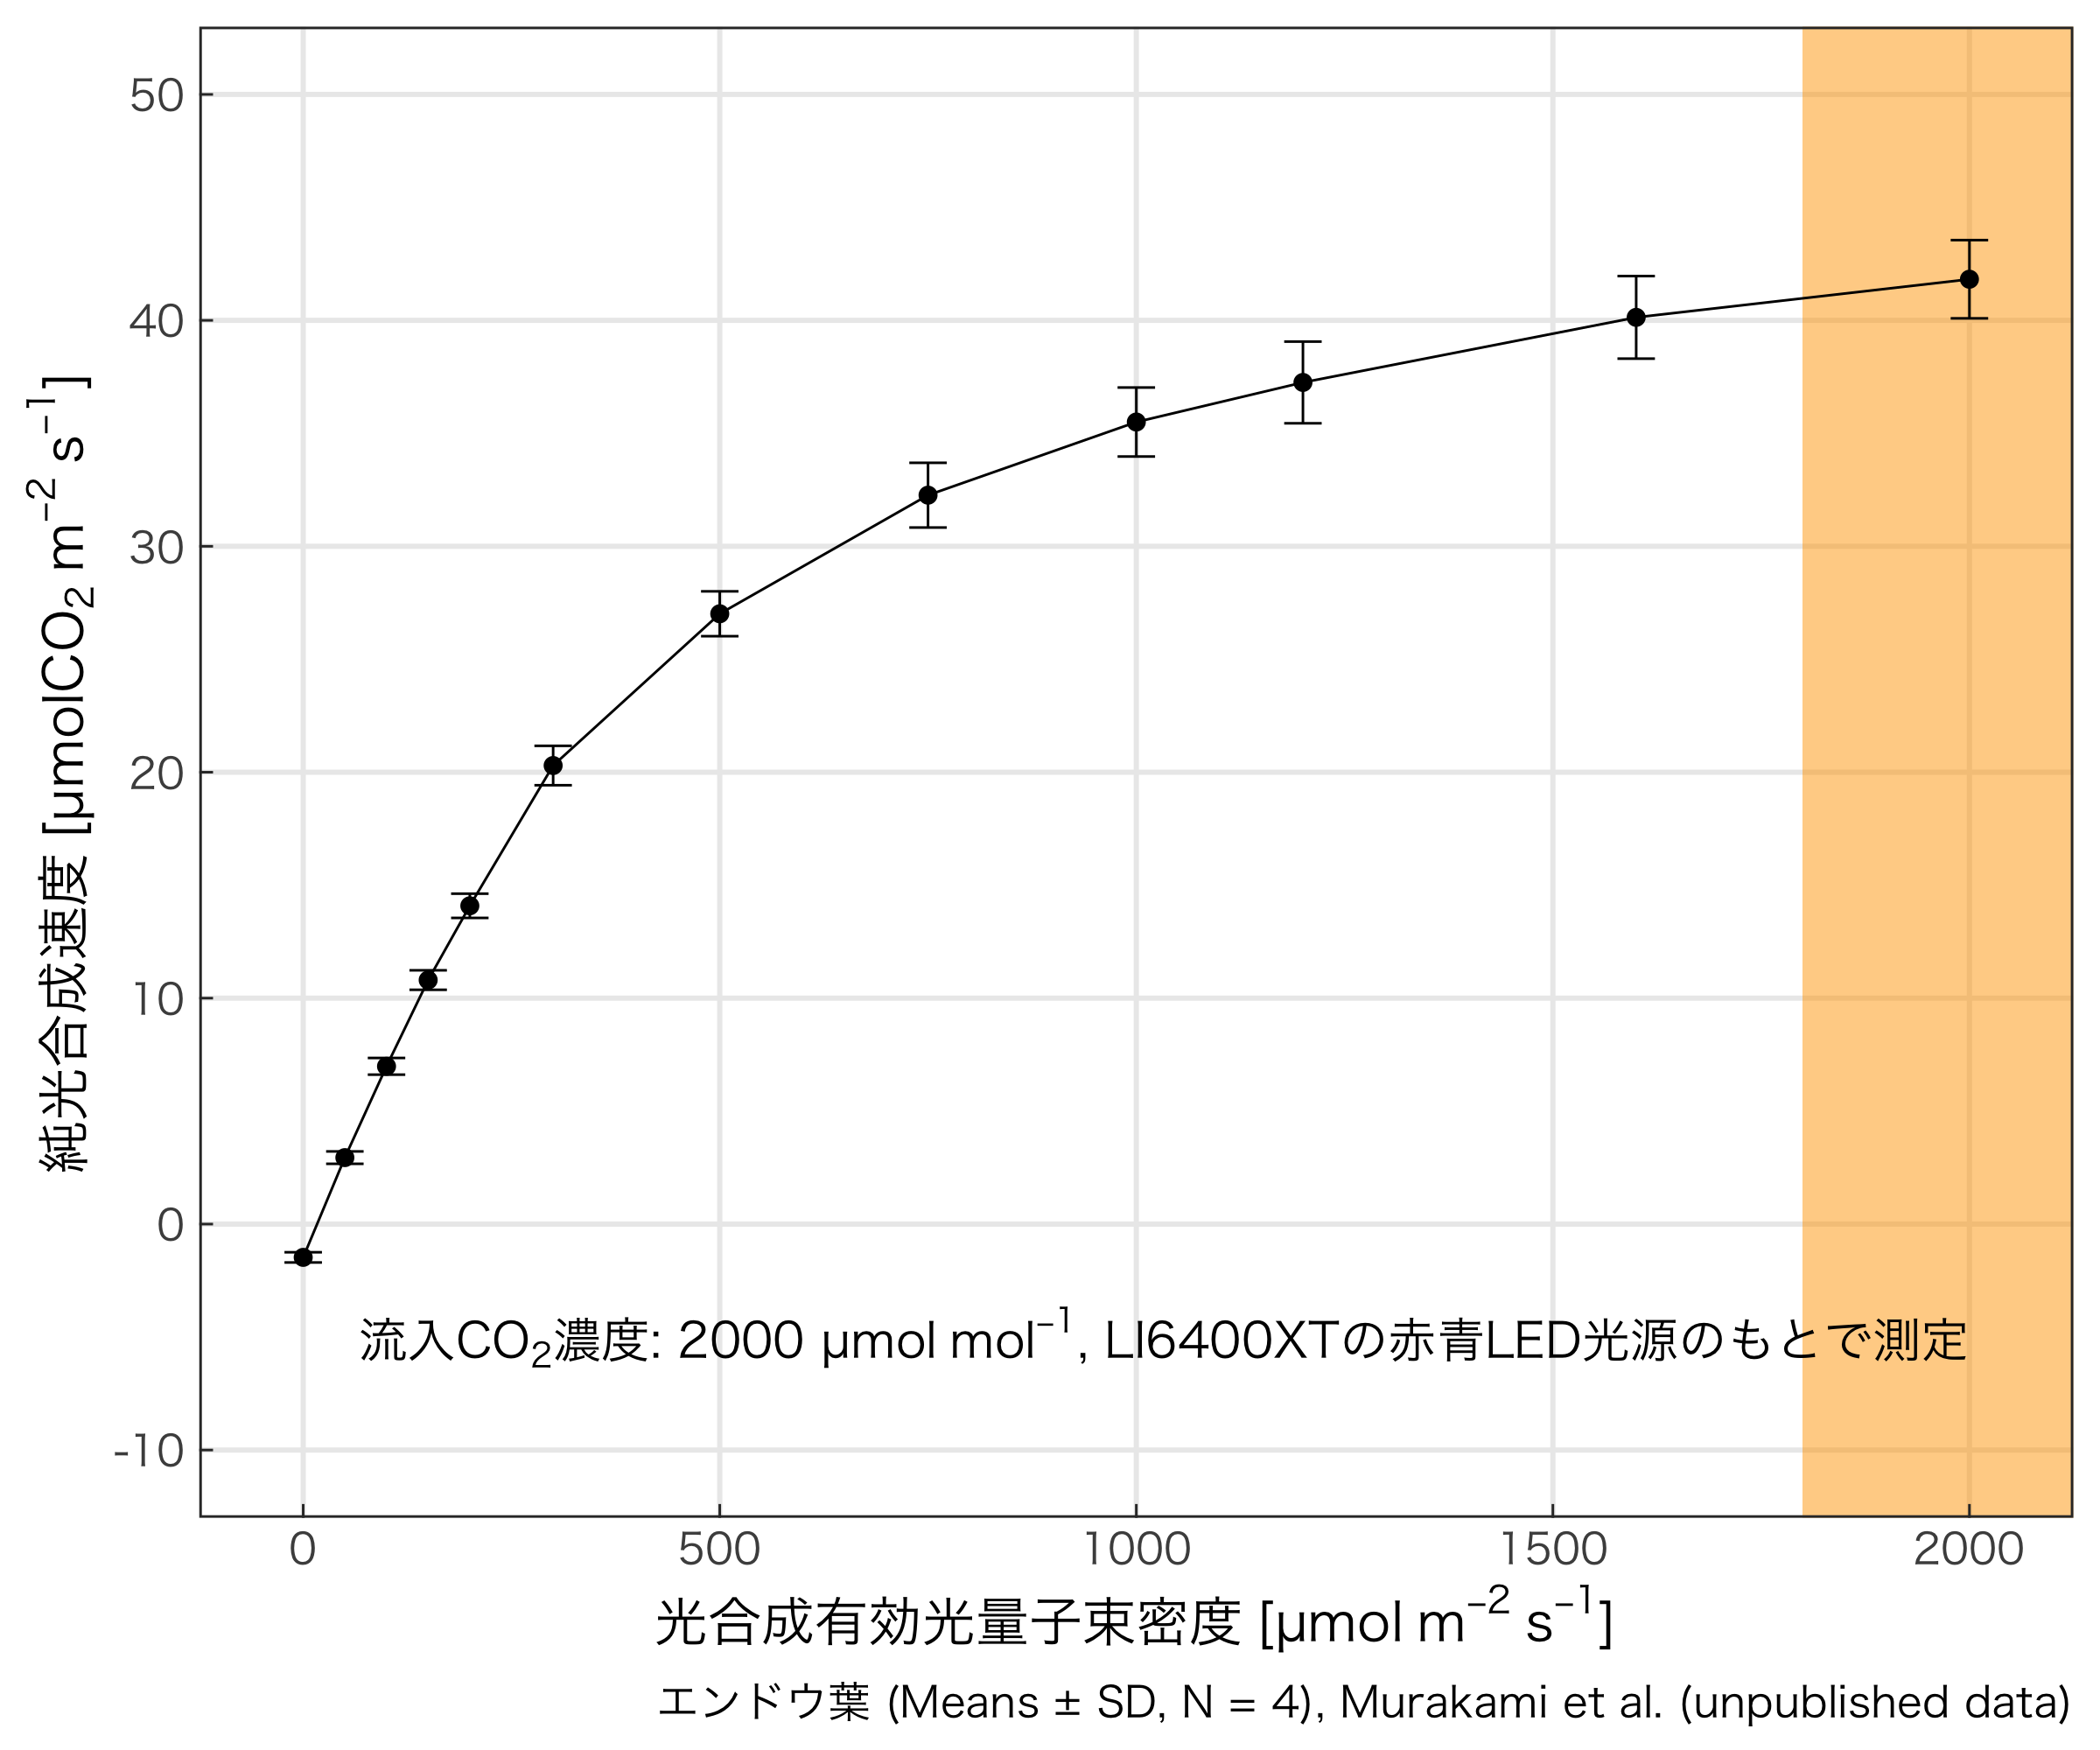 純光合成速度 [µmolCO₂ m⁻² s⁻¹]
50
40
30
20
10
0
-10
流入CO₂濃度: 2000 µmol mol⁻¹, LI6400XTの赤青LED光源のもとで測定
0 500 1000 1500 2000
光合成有効光量子束密度 [µmol m⁻² s⁻¹]
エンドウ葉 (Means ± SD, N = 4), Murakami et al. (unpublished data)